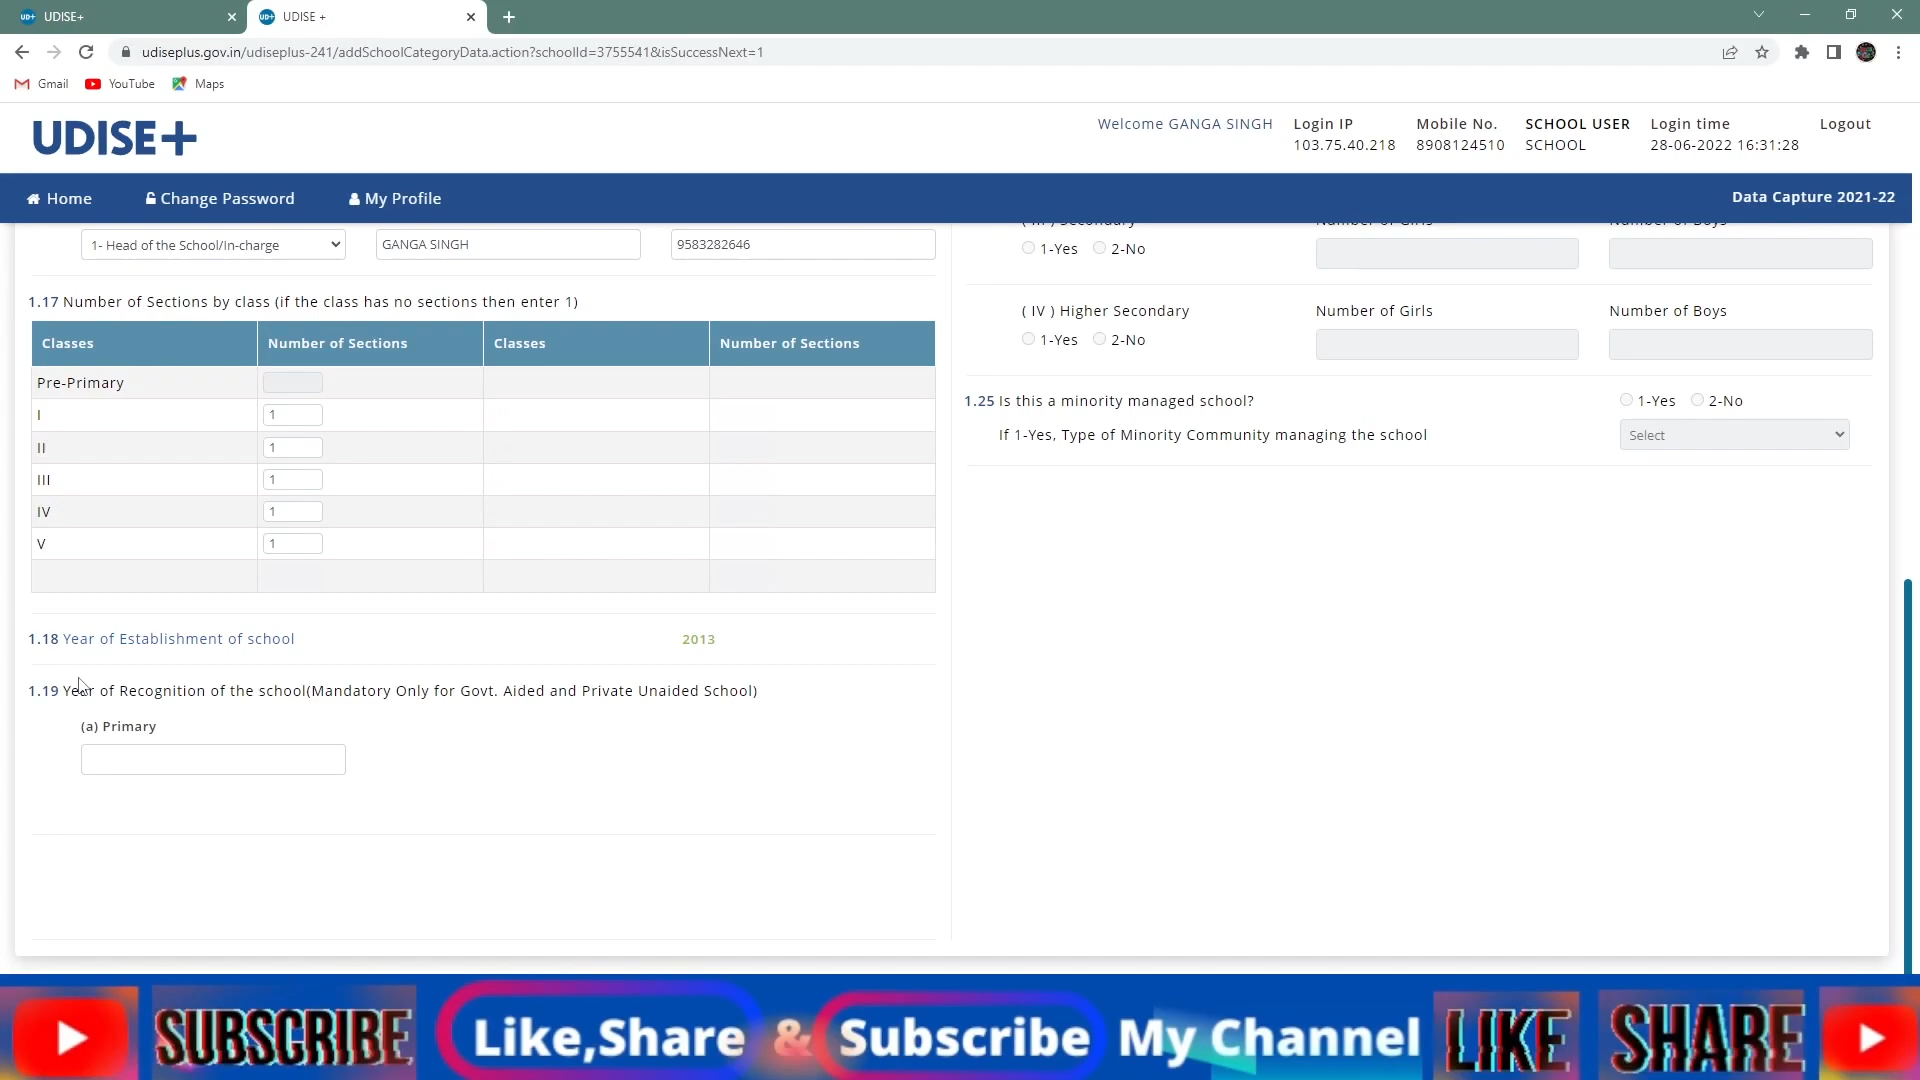 UDISE+
UDISE +
udiseplus.gov.in/udiseplus-241/addSchoolCategoryData.action?schoolId=3755541&isSuccessNext=1
Gmail
YouTube
Maps
UDISE+
Welcome GANGA SINGH
Login IP
103.75.40.218
Mobile No.
8908124510
SCHOOL USER
SCHOOL
Login time
28-06-2022 16:31:28
Logout
Home
Change Password
My Profile
Data Capture 2021-22
1- Head of the School/In-charge
GANGA SINGH
9583282646
1.17 Number of Sections by class (if the class has no sections then enter 1)
Classes Number of Sections Classes Number of Sections
Pre-Primary
I 1
II 1
III 1
IV 1
V 1
1.18 Year of Establishment of school 2013
1.19 Year of Recognition of the school(Mandatory Only for Govt. Aided and Private Unaided School)
(a) Primary
( III ) Secondary Number of Girls Number of Boys
1-Yes 2-No
( IV ) Higher Secondary Number of Girls Number of Boys
1-Yes 2-No
1.25 Is this a minority managed school? 1-Yes 2-No
If 1-Yes, Type of Minority Community managing the school Select
SUBSCRIBE Like,Share & Subscribe My Channel LIKE SHARE